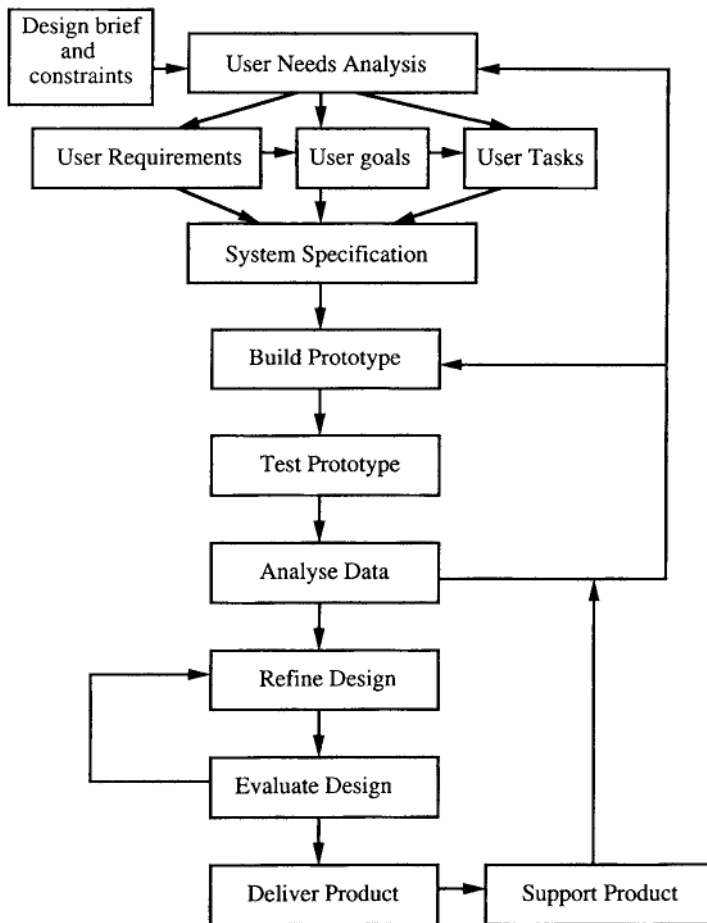 Design brief
and
constraints
User Needs Analysis
User Requirements
User goals
User Tasks
System Specification
Build Prototype
Test Prototype
Analyse Data
Refine Design
Evaluate Design
Deliver Product
Support Product